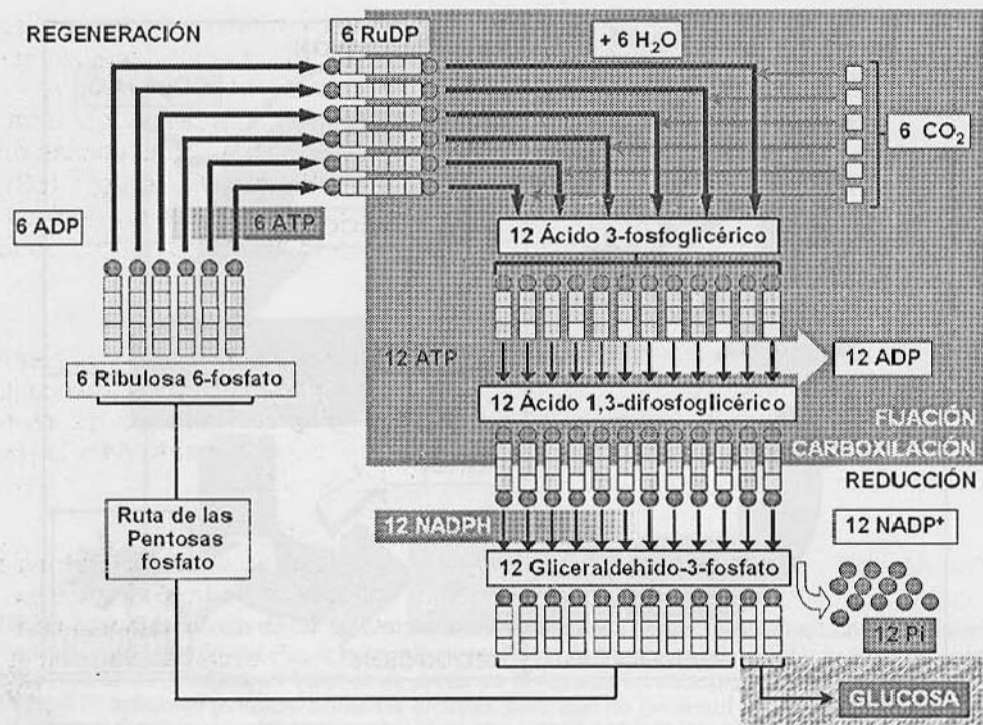 REGENERACIÓN
6 RuDP
+ 6 H₂O
6 CO₂
6 ADP
6 ATP
12 Ácido 3-fosfoglicérico
12 ATP
12 ADP
6 Ribulosa 6-fosfato
12 Ácido 1,3-difosfoglicérico
FIJACIÓN
CARBOXILACIÓN
REDUCCIÓN
12 NADPH
12 NADP⁺
Ruta de las
Pentosas
fosfato
12 Gliceraldehido-3-fosfato
12 Pi
GLUCOSA